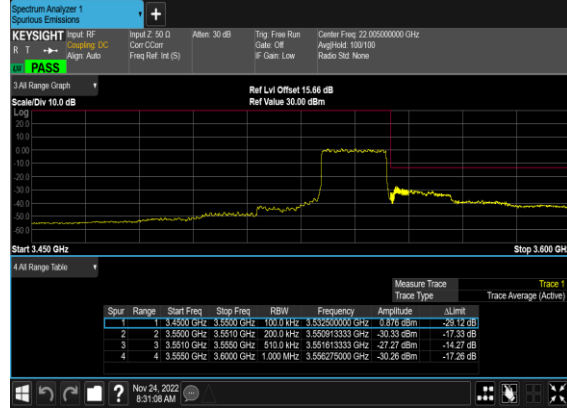 Spectrum Analyzer 1
Spurious Emissions
+
KEYSIGHT Input: RF Input Z: 50 Ω Atten: 30 dB Trig: Free Run Center Freq: 22.005000000 GHz
R T Coupling: DC Corr CCorr Gate: Off Avg|Hold: 100/100
Align: Auto Freq Ref: Int (S) IF Gain: Low Radio Std: None
PASS
3 All Range Graph
Ref Lvl Offset 15.66 dB
Scale/Div 10.0 dB Ref Value 30.00 dBm
Log
20.0
10.0
0.00
-10.0
-20.0
-30.0
-40.0
-50.0
-60.0
Start 3.450 GHz Stop 3.600 GHz
4 All Range Table
Measure Trace Trace 1
Trace Type Trace Average (Active)
Spur Range Start Freq Stop Freq RBW Frequency Amplitude ΔLimit
1 1 3.4500 GHz 3.5500 GHz 100.0 kHz 3.532500000 GHz 0.876 dBm -29.12 dB
2 2 3.5500 GHz 3.5510 GHz 200.0 kHz 3.550913333 GHz -30.33 dBm -17.33 dB
3 3 3.5510 GHz 3.5550 GHz 510.0 kHz 3.551613333 GHz -27.27 dBm -14.27 dB
4 4 3.5550 GHz 3.6000 GHz 1.000 MHz 3.556275000 GHz -30.26 dBm -17.26 dB
?
Nov 24, 2022
8:31:08 AM